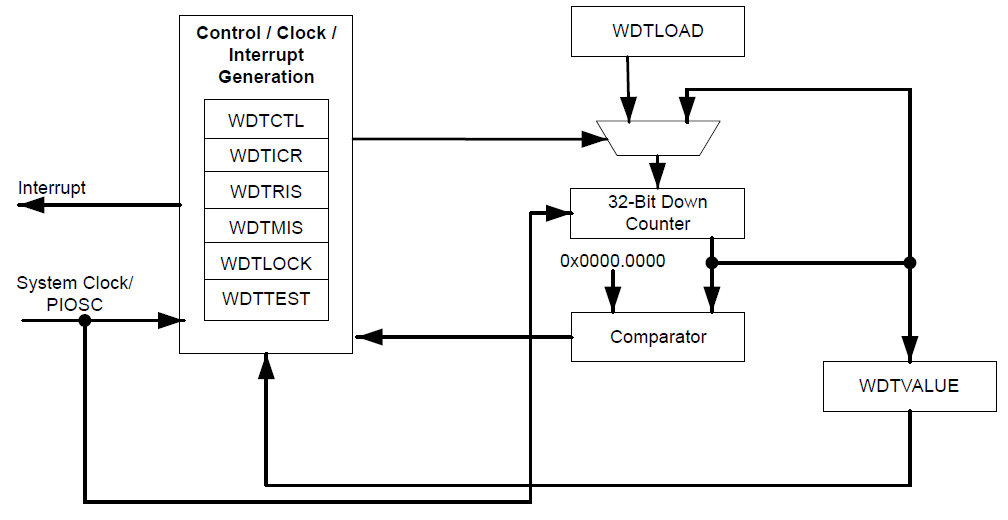 Control / Clock /
Interrupt
Generation
WDTCTL
WDTICR
WDTRIS
WDTMIS
WDTLOCK
WDTTEST
Interrupt
System Clock/
PIOSC
WDTLOAD
32-Bit Down
Counter
0x0000.0000
Comparator
WDTVALUE